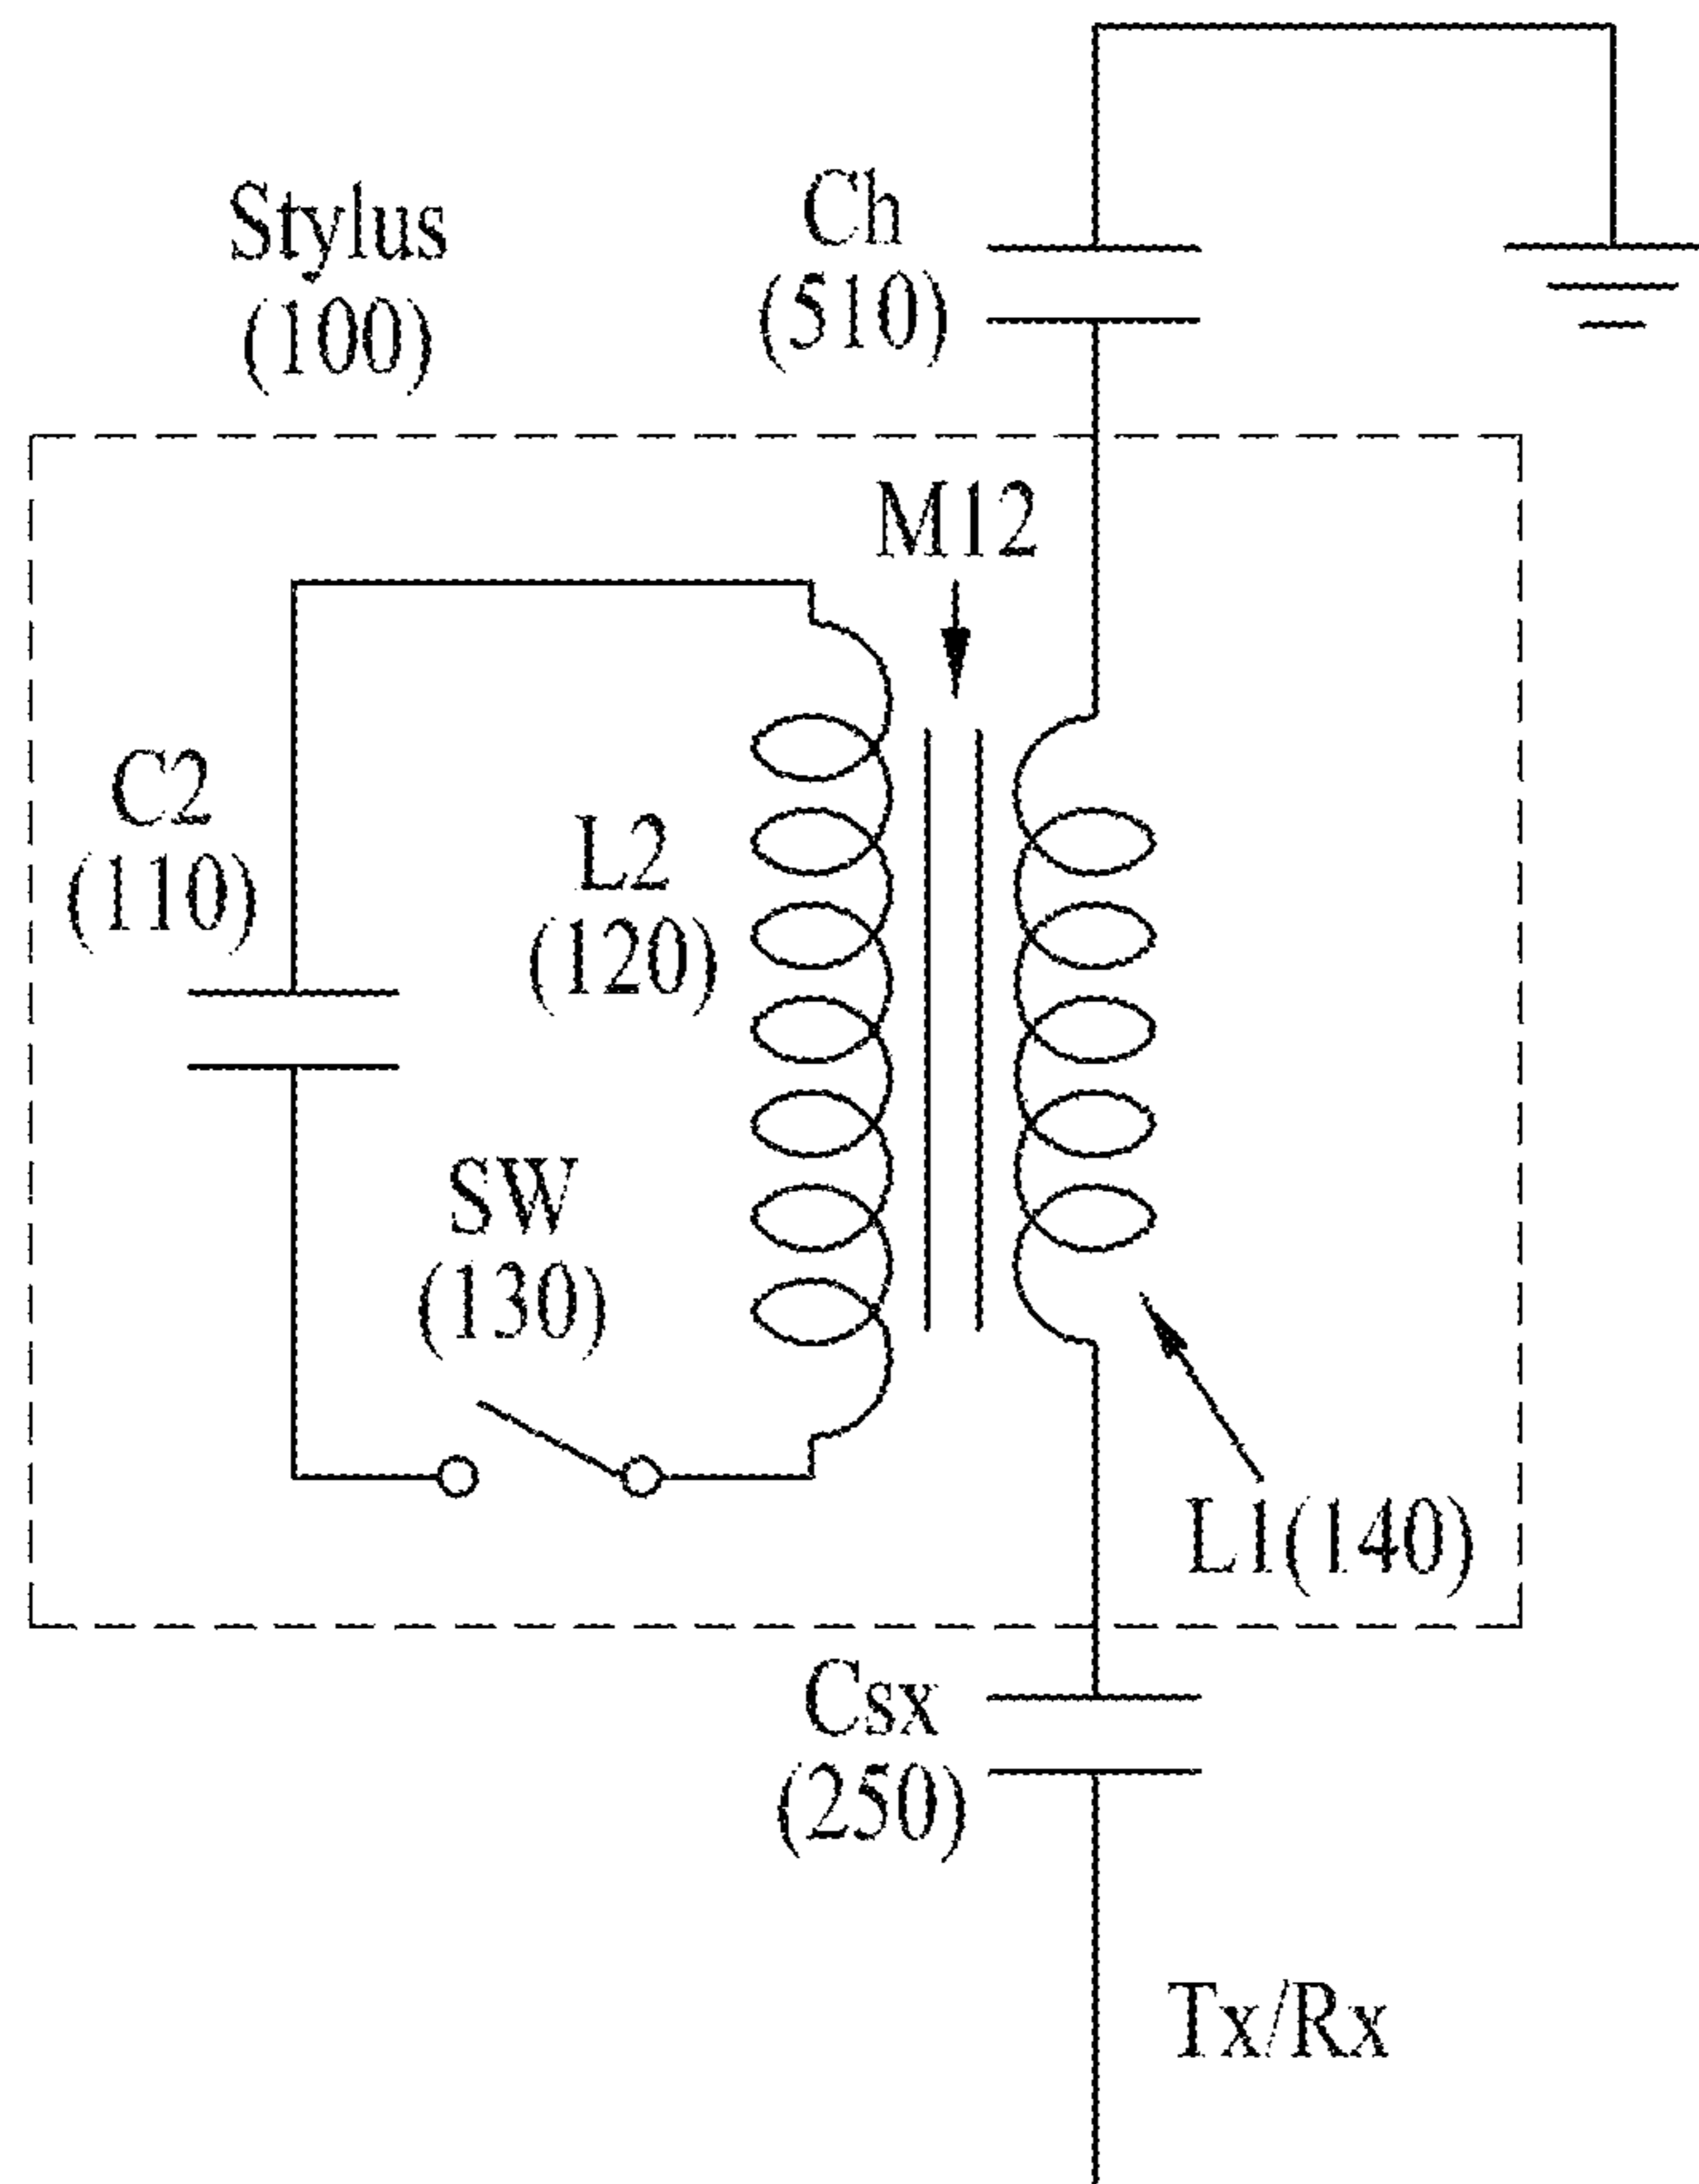 Stylus
(100)
Ch
(510)
M12
C2
(110)
L2
(120)
SW
(130)
L1(140)
Csx
(250)
Tx/Rx